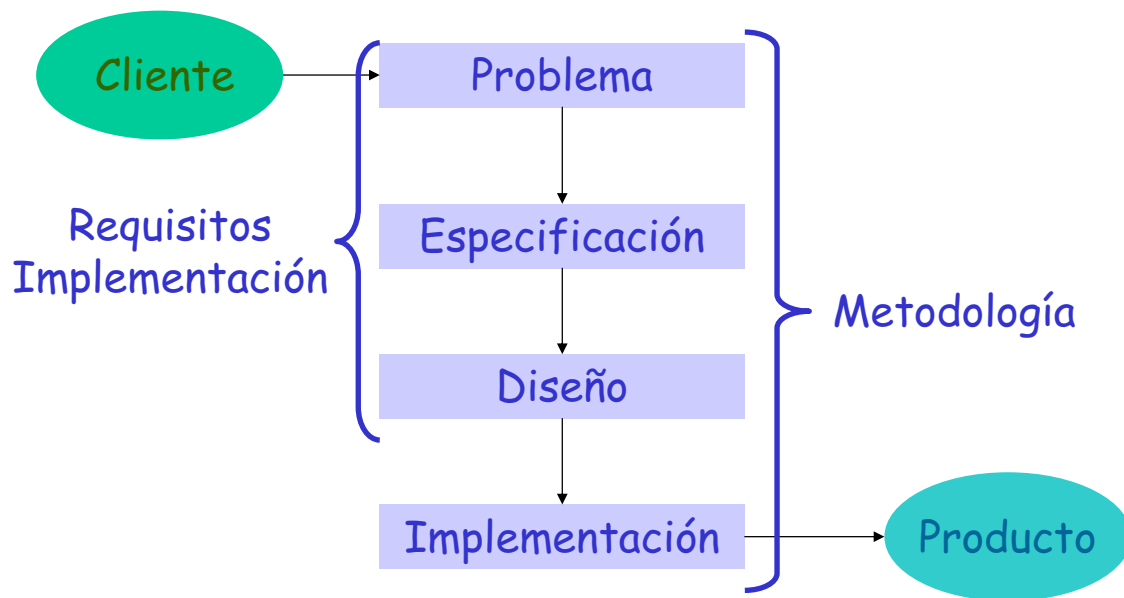 Cliente
Problema
Especificación
Requisitos
Implementación
Metodología
Diseño
Implementación
Producto